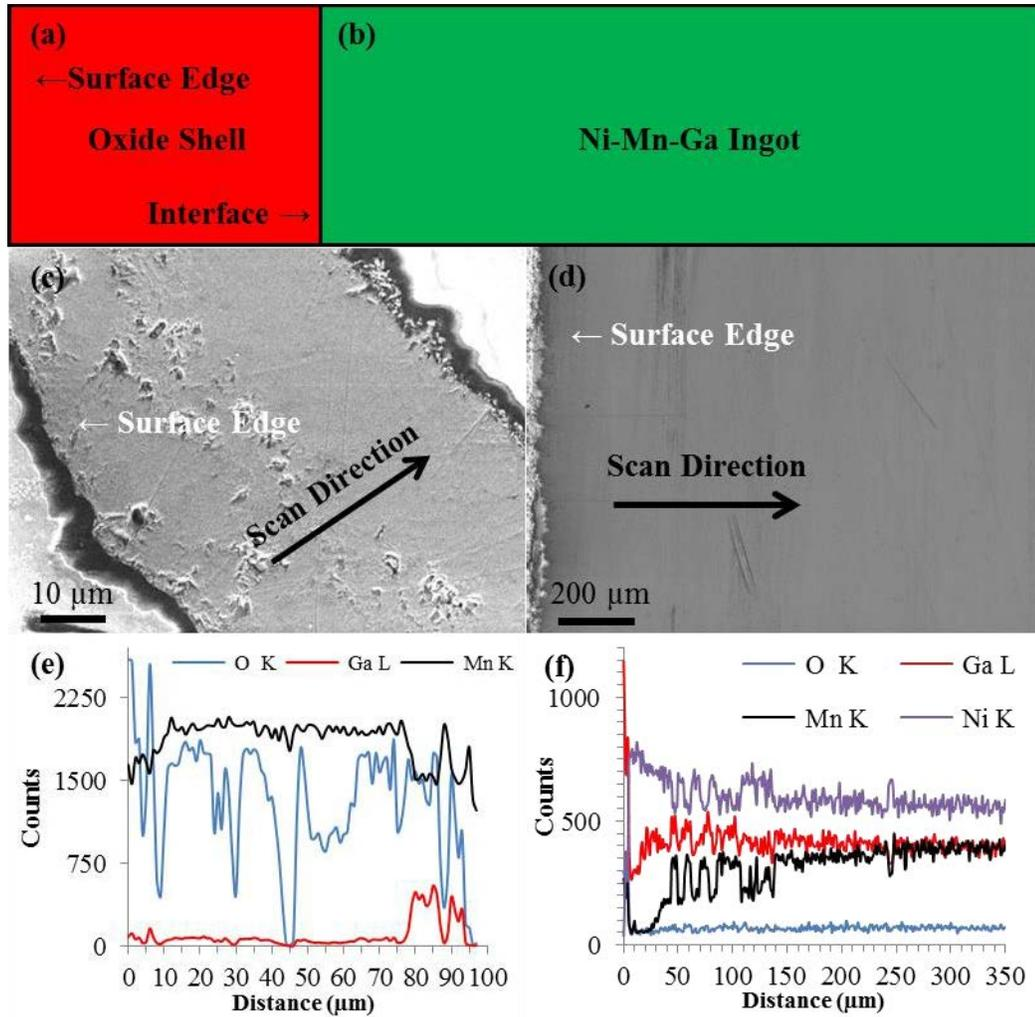 (a)
←Surface Edge
Oxide Shell
Interface →
(b)
Ni-Mn-Ga Ingot
(c)
← Surface Edge
Scan Direction
10 µm
(d)
← Surface Edge
Scan Direction
200 µm
(e)
O K Ga L Mn K
2250
1500
750
0
Counts
0 10 20 30 40 50 60 70 80 90 100
Distance (µm)
(f)
O K Ga L
Mn K Ni K
1000
500
0
Counts
0 50 100 150 200 250 300 350
Distance (µm)